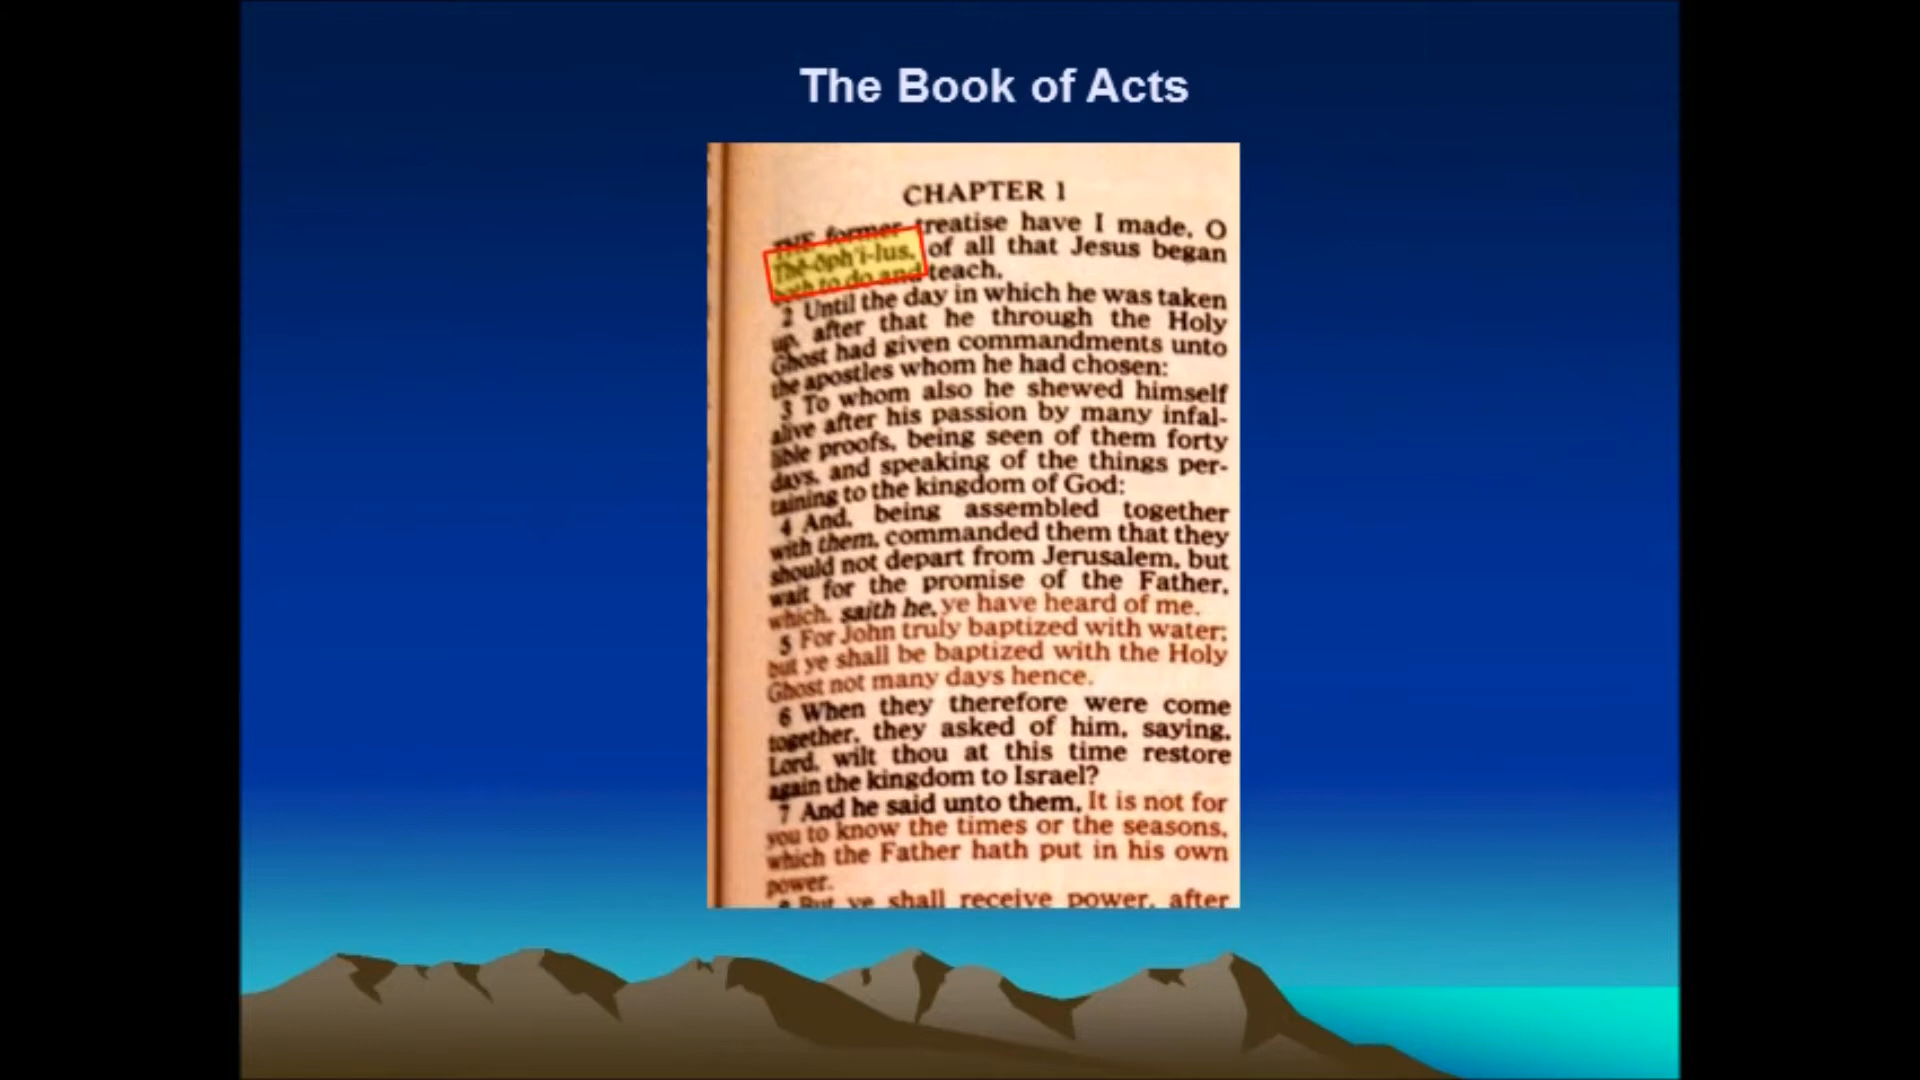 The Book of Acts
CHAPTER 1
THE former treatise have I made, O
Thē-ŏph'ĭ-lus, of all that Jesus began
both to do and teach,
2 Until the day in which he was taken
up, after that he through the Holy
Ghost had given commandments unto
the apostles whom he had chosen:
3 To whom also he shewed himself
alive after his passion by many infal-
lible proofs, being seen of them forty
days, and speaking of the things per-
taining to the kingdom of God:
4 And, being assembled together
with them, commanded them that they
should not depart from Jerusalem, but
wait for the promise of the Father,
which, saith he, ye have heard of me.
5 For John truly baptized with water;
but ye shall be baptized with the Holy
Ghost not many days hence.
6 When they therefore were come
together, they asked of him, saying,
Lord, wilt thou at this time restore
again the kingdom to Israel?
7 And he said unto them, It is not for
you to know the times or the seasons,
which the Father hath put in his own
power.
8 But ye shall receive power, after